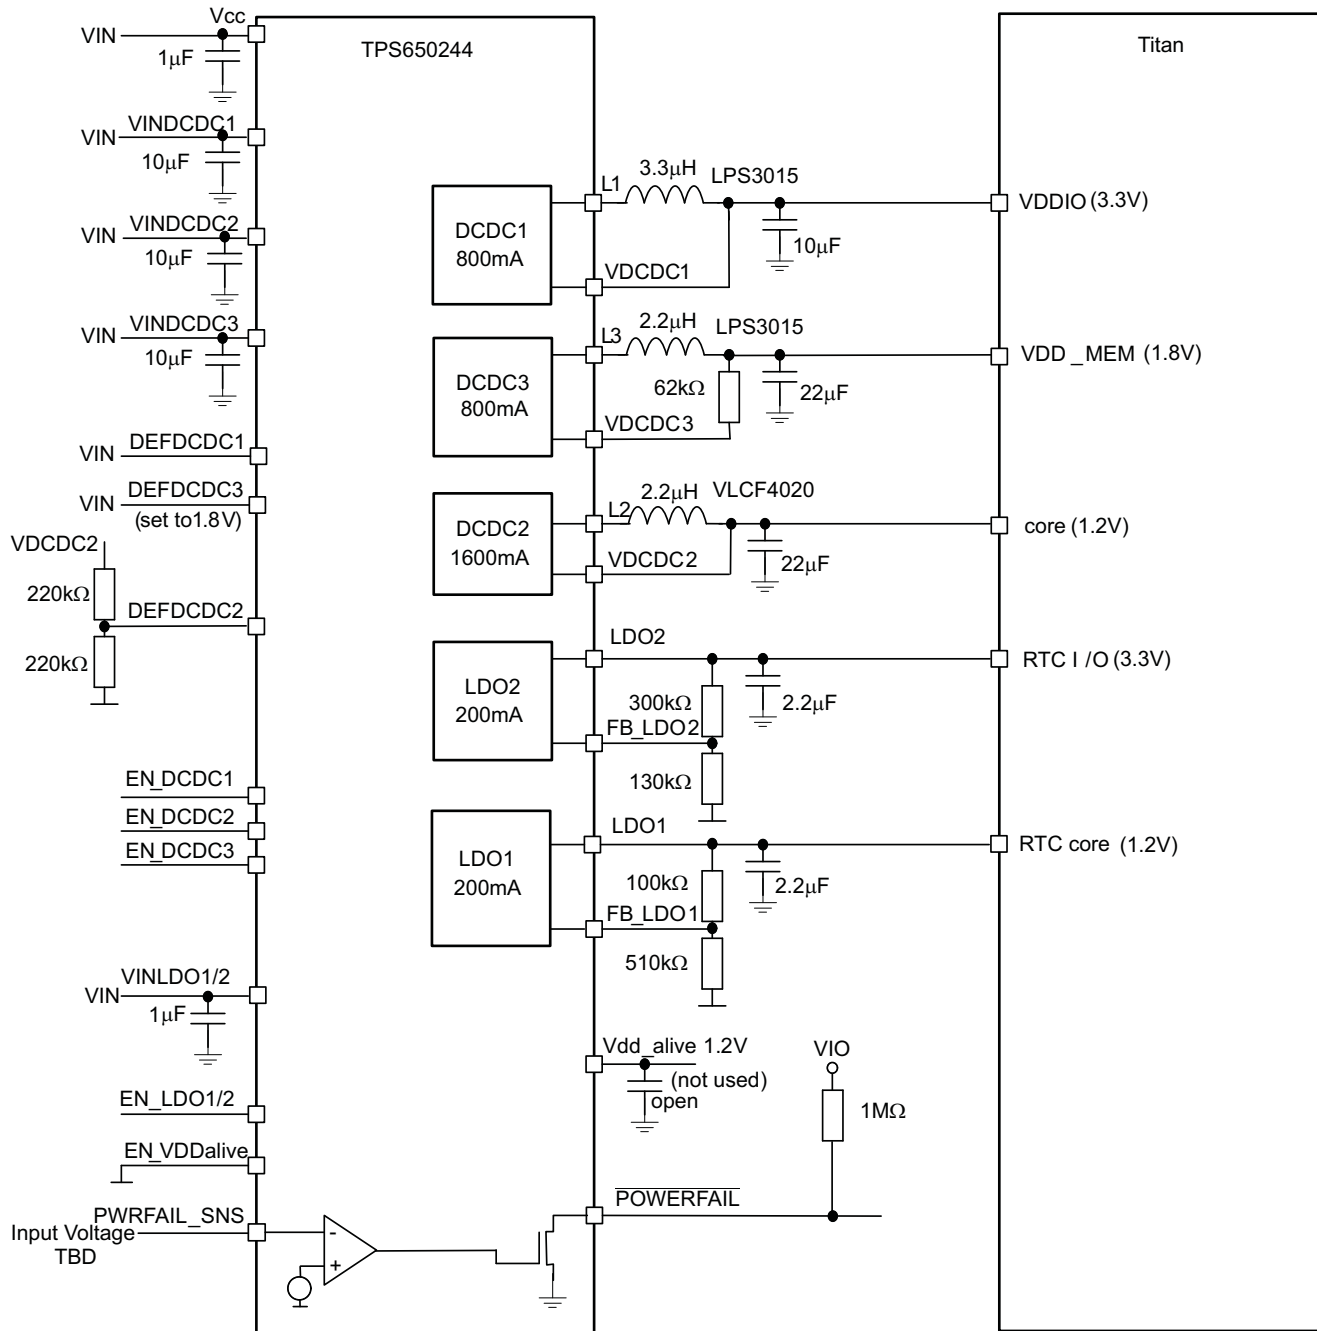 Vcc
VIN
1μF
TPS650244
Titan
VINDCDC1
VIN
10μF
VINDCDC2
VIN
10μF
VINDCDC3
VIN
10μF
DEFDCDC1
VIN
DEFDCDC3
VIN
(set to1.8V)
VDCDC2
220kΩ
DEFDCDC2
220kΩ
EN_DCDC1
EN_DCDC2
EN_DCDC3
VINLDO1/2
VIN
1μF
EN_LDO1/2
EN_VDDalive
PWRFAIL_SNS
Input Voltage
TBD
-
+
DCDC1
800mA
L1
3.3μH
LPS3015
10μF
VDCDC1
VDDIO (3.3V)
DCDC3
800mA
L3
2.2μH
LPS3015
62kΩ
22μF
VDCDC3
VDD_MEM (1.8V)
DCDC2
1600mA
L2
2.2μH
VLCF4020
22μF
VDCDC2
core (1.2V)
LDO2
200mA
LDO2
300kΩ
2.2μF
FB_LDO2
130kΩ
RTC I/O (3.3V)
LDO1
200mA
LDO1
100kΩ
2.2μF
FB_LDO1
510kΩ
RTC core (1.2V)
Vdd_alive 1.2V
(not used)
open
VIO
1MΩ
POWERFAIL